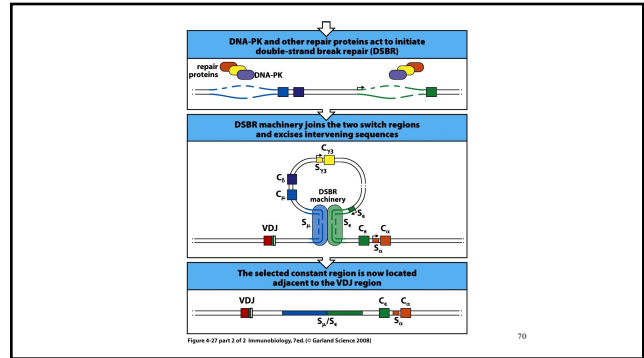 DNA-PK and other repair proteins act to initiate
double-strand break repair (DSBR)
repair
proteins
DNA-PK
DSBR machinery joins the two switch regions
and excises intervening sequences
Cγ3
Sγ3
Cδ
Cμ
DSBR
machinery
Sε
Sμ
Sε
VDJ
Cε
Cα
Sα
The selected constant region is now located
adjacent to the VDJ region
VDJ
Cε
Cα
Sμ/Sε
Sα
Figure 4-27 part 2 of 2 Immunobiology, 7ed. (© Garland Science 2008)
70